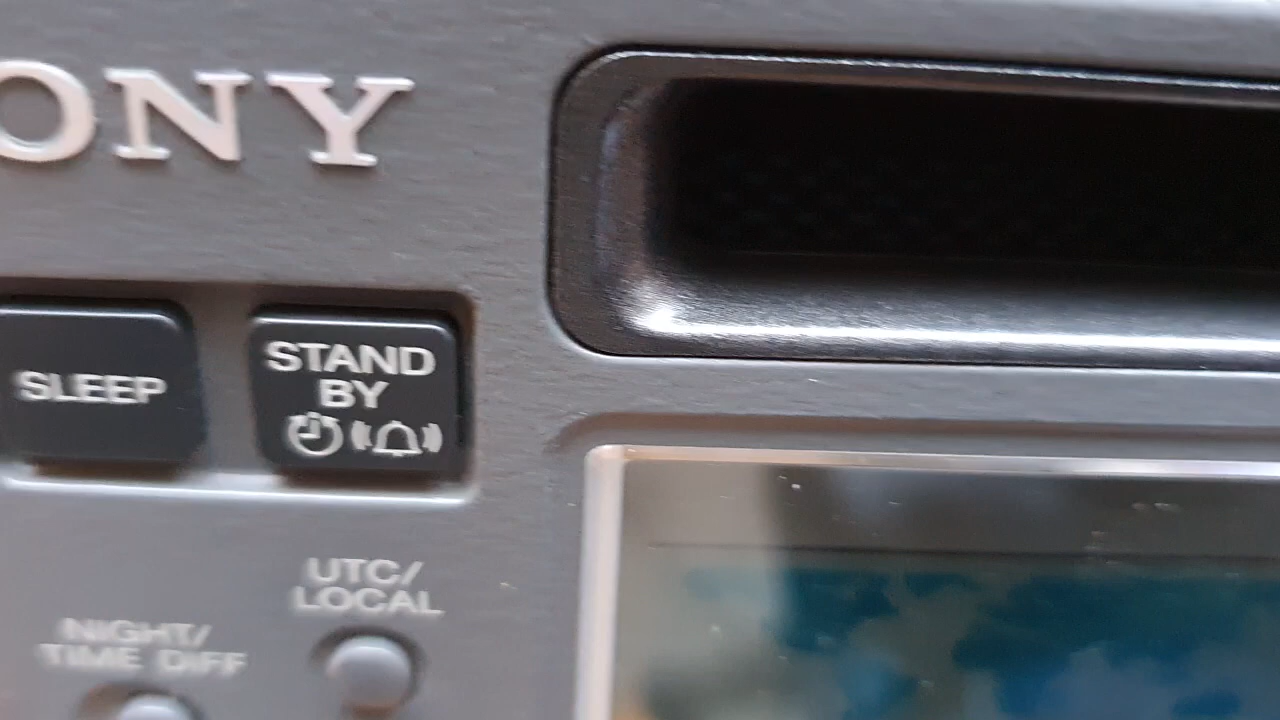 ONY
SLEEP
STAND
BY
UTC/
LOCAL
NIGHT/
TIME DIFF